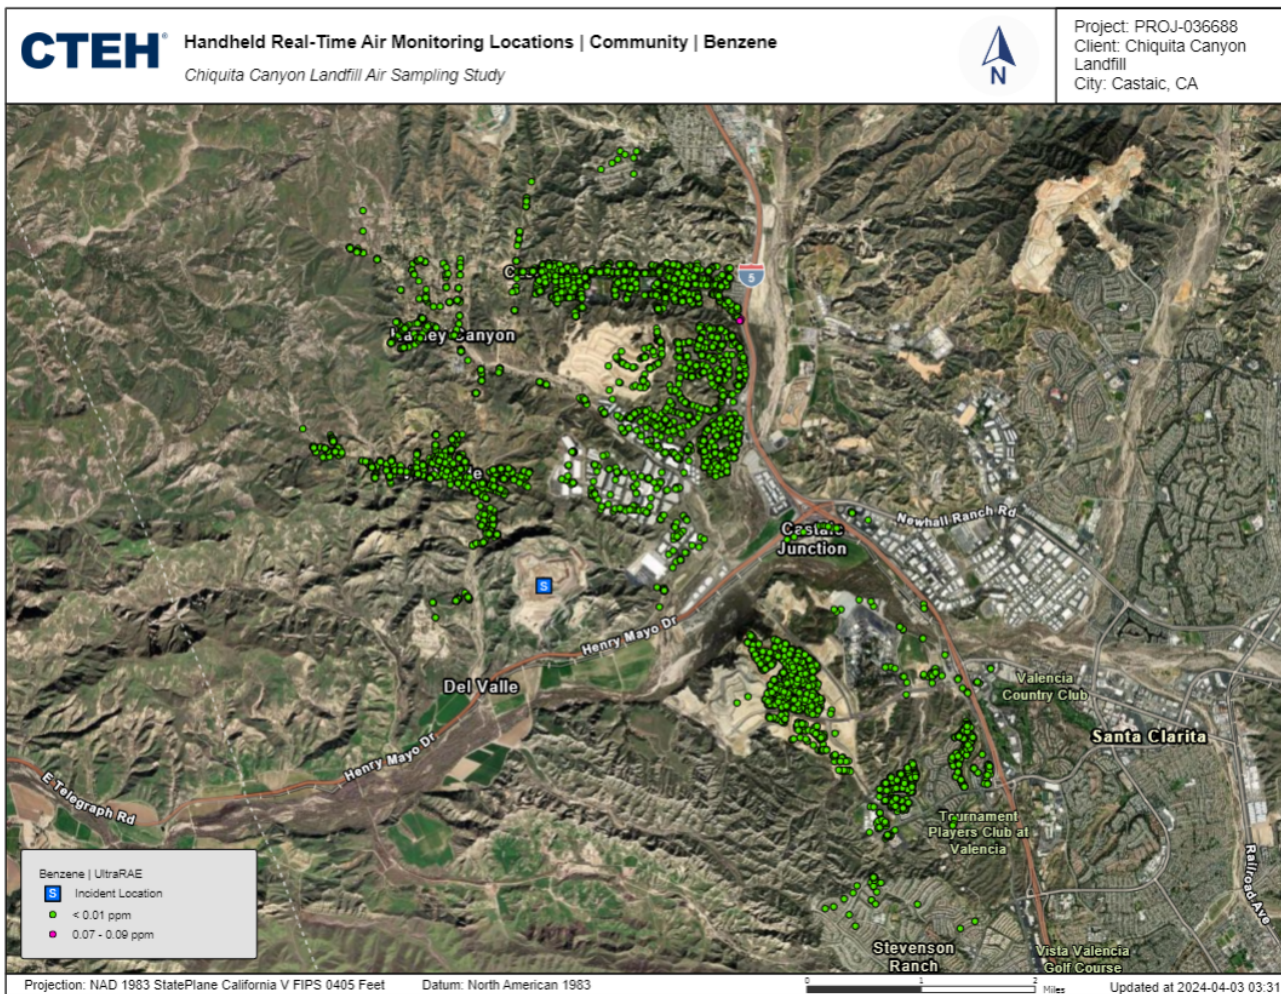 CTEH®
Handheld Real-Time Air Monitoring Locations | Community | Benzene
Chiquita Canyon Landfill Air Sampling Study
N
Project: PROJ-036688
Client: Chiquita Canyon
Landfill
City: Castaic, CA
5
Canyon
Newhall Ranch Rd
Castaic
Junction
S
Henry Mayo Dr
Del Valle
Valencia
Country Club
Santa Clarita
Henry Mayo Dr
E Telegraph Rd
Tournament
Players Club at
Valencia
Railroad Ave
Stevenson
Ranch
Vista Valencia
Golf Course
Benzene | UltraRAE
S Incident Location
< 0.01 ppm
0.07 - 0.09 ppm
Projection: NAD 1983 StatePlane California V FIPS 0405 Feet
Datum: North American 1983
0 1 2
Miles
Updated at 2024-04-03 03:31